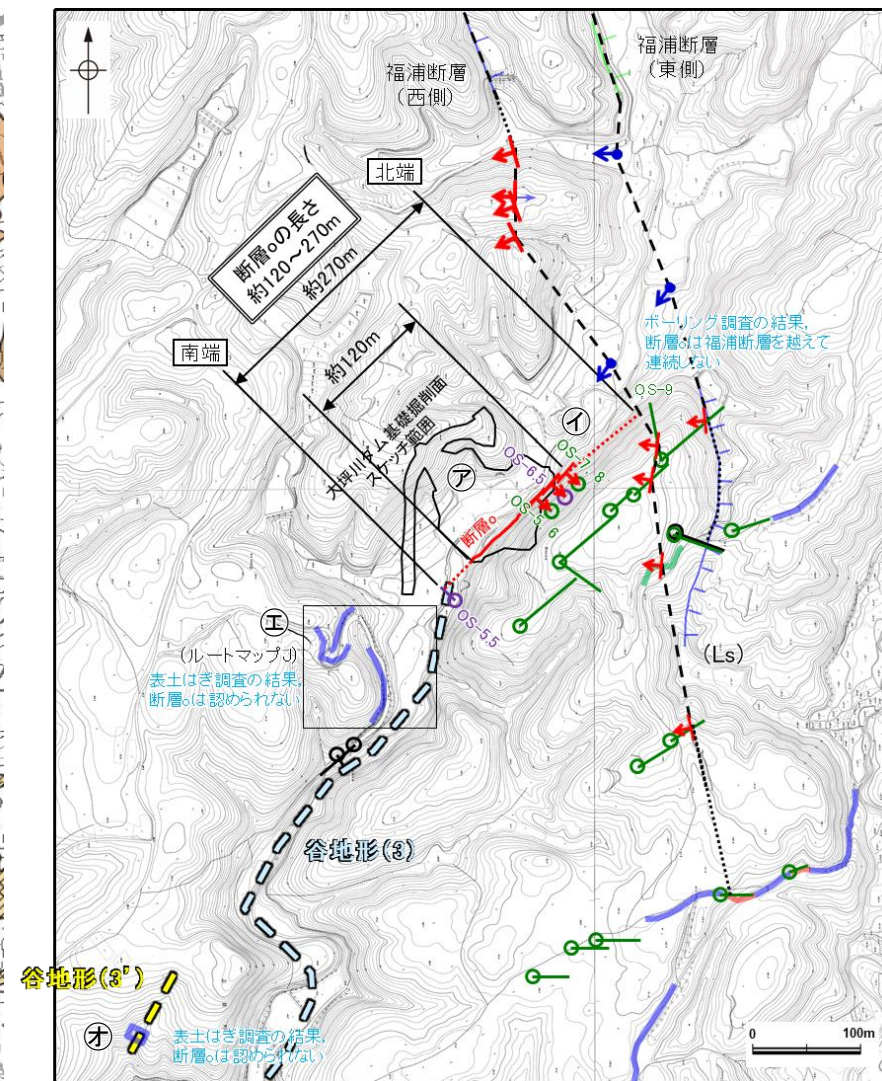 福浦断層
(西側)
福浦断層
(東側)
北端
断層oの長さ
約120～270m
約270m
南端
約120m
大坪川ダム基礎掘削面
スケッチ範囲
ボーリング調査の結果,
断層oは福浦断層を越えて
連続しない
OS-9
㋑
OS-7, 8
OS-6.5
㋐
OS-5, 6
断層o
OS-5.5
㋓
(ルートマップJ)
表土はぎ調査の結果,
断層oは認められない
(Ls)
谷地形(3)
谷地形(3')
㋔
表土はぎ調査の結果,
断層oは認められない
0 100m